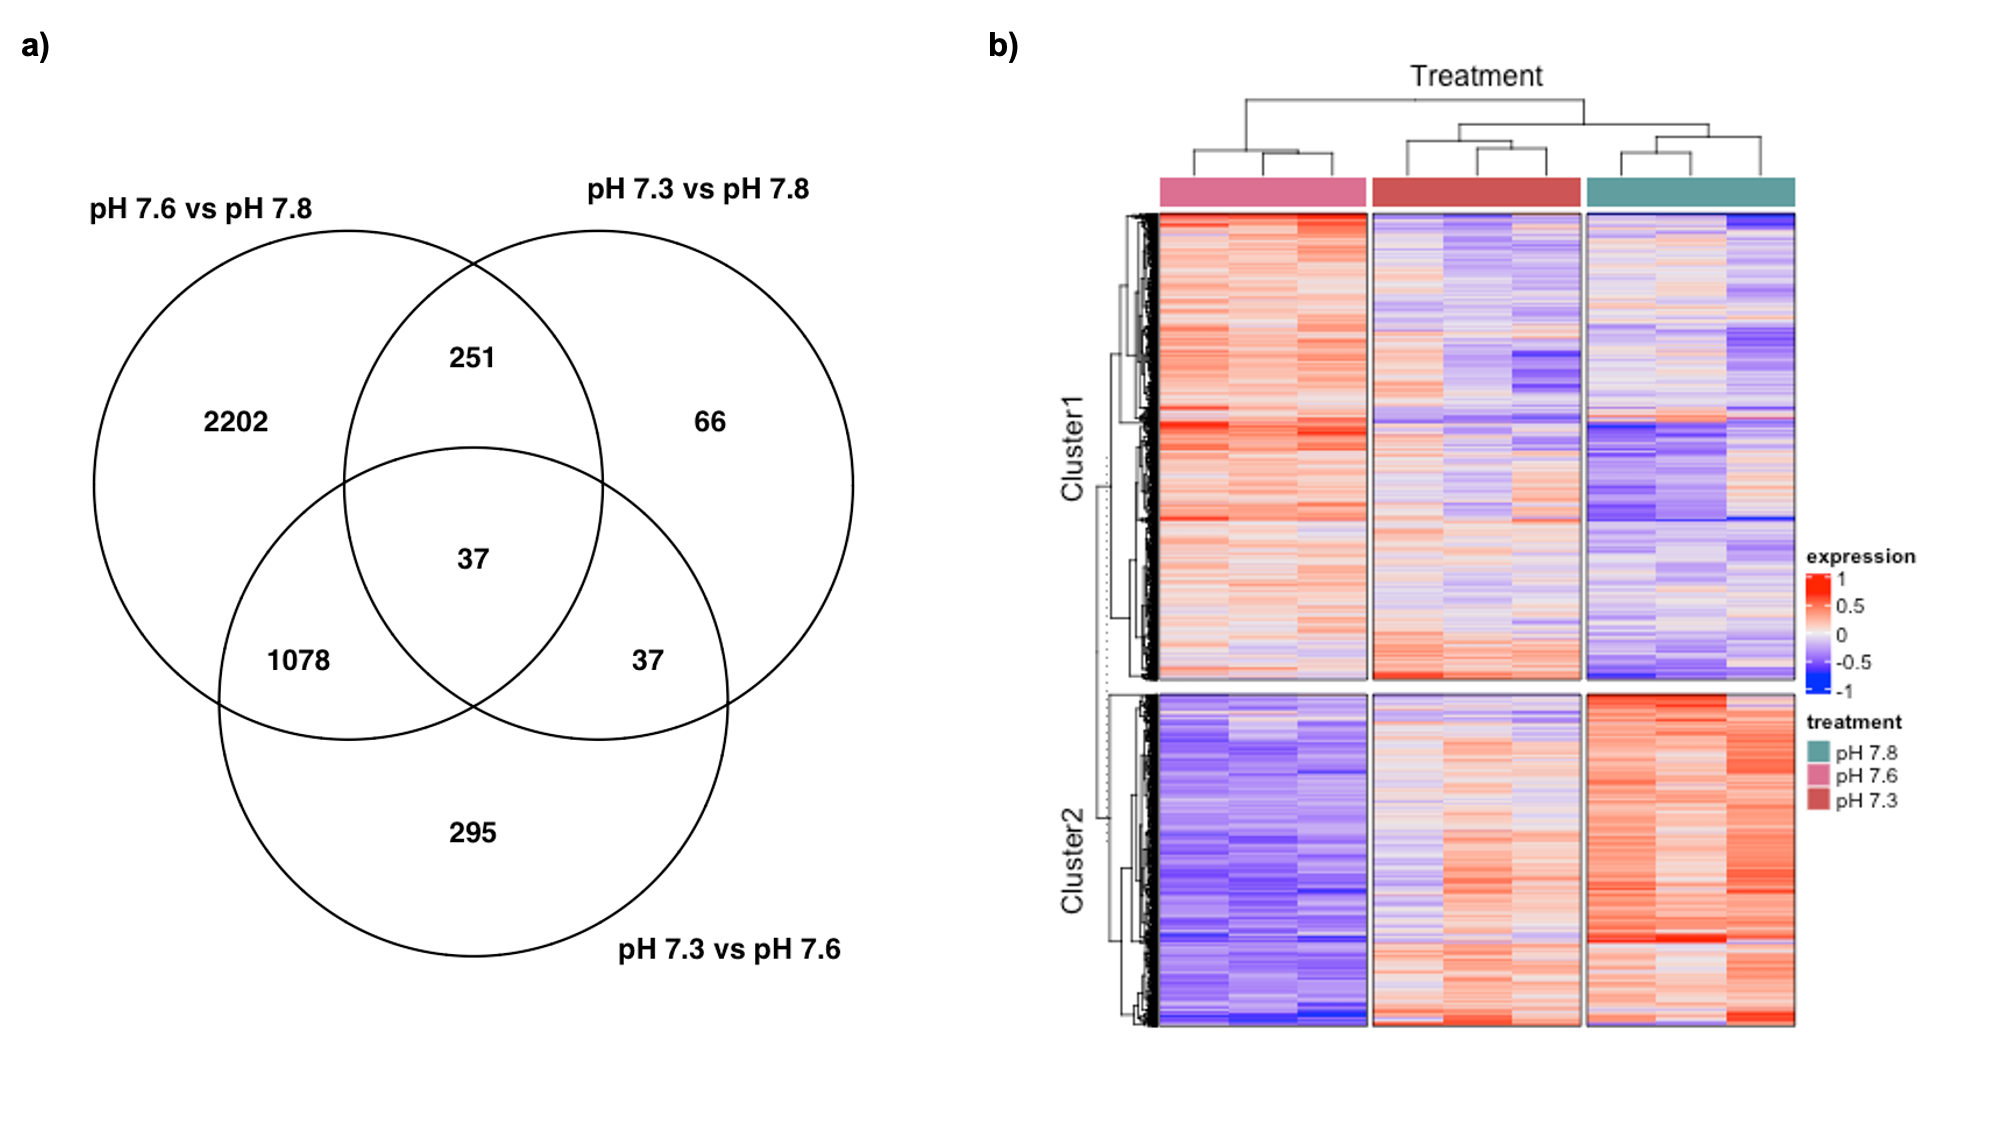 a)
pH 7.6 vs pH 7.8
pH 7.3 vs pH 7.8
251
2202
66
37
1078
37
295
pH 7.3 vs pH 7.6
b)
Treatment
Cluster1
Cluster2
expression
1
0.5
0
-0.5
-1
treatment
pH 7.8
pH 7.6
pH 7.3